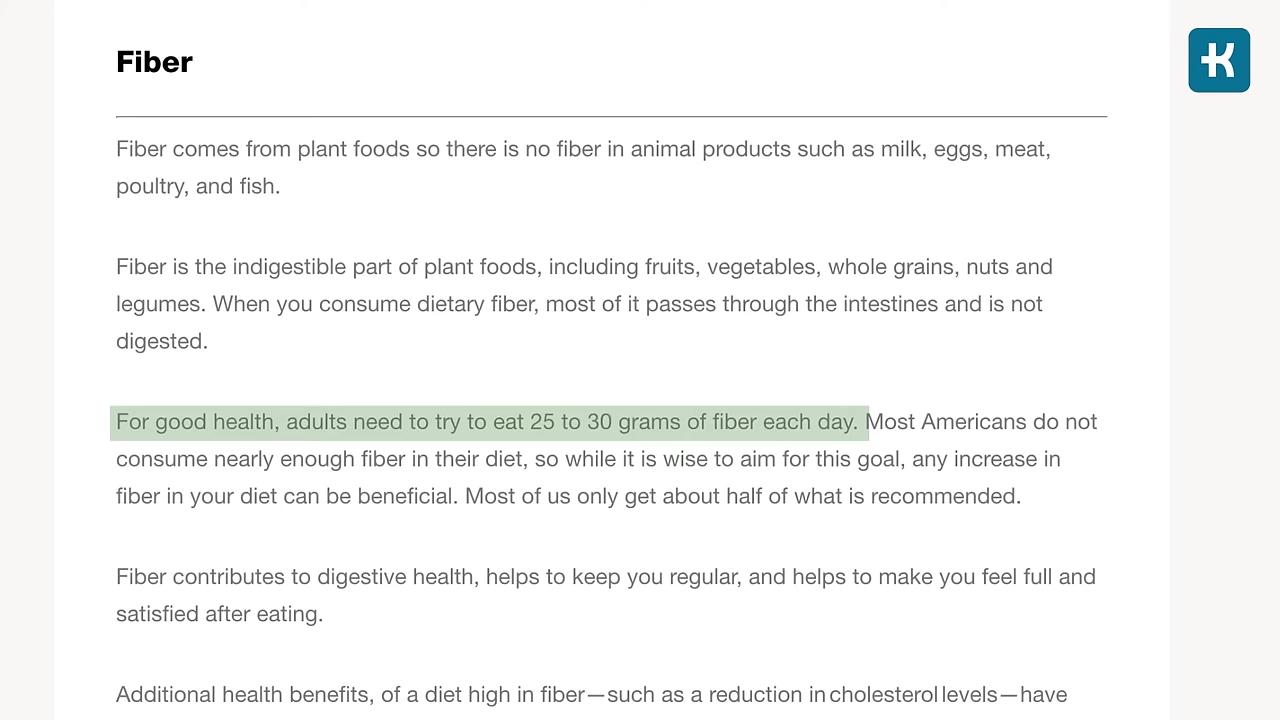 Fiber
Fiber comes from plant foods so there is no fiber in animal products such as milk, eggs, meat,
poultry, and fish.
Fiber is the indigestible part of plant foods, including fruits, vegetables, whole grains, nuts and
legumes. When you consume dietary fiber, most of it passes through the intestines and is not
digested.
For good health, adults need to try to eat 25 to 30 grams of fiber each day. Most Americans do not
consume nearly enough fiber in their diet, so while it is wise to aim for this goal, any increase in
fiber in your diet can be beneficial. Most of us only get about half of what is recommended.
Fiber contributes to digestive health, helps to keep you regular, and helps to make you feel full and
satisfied after eating.
Additional health benefits, of a diet high in fiber—such as a reduction in cholesterol levels—have
K